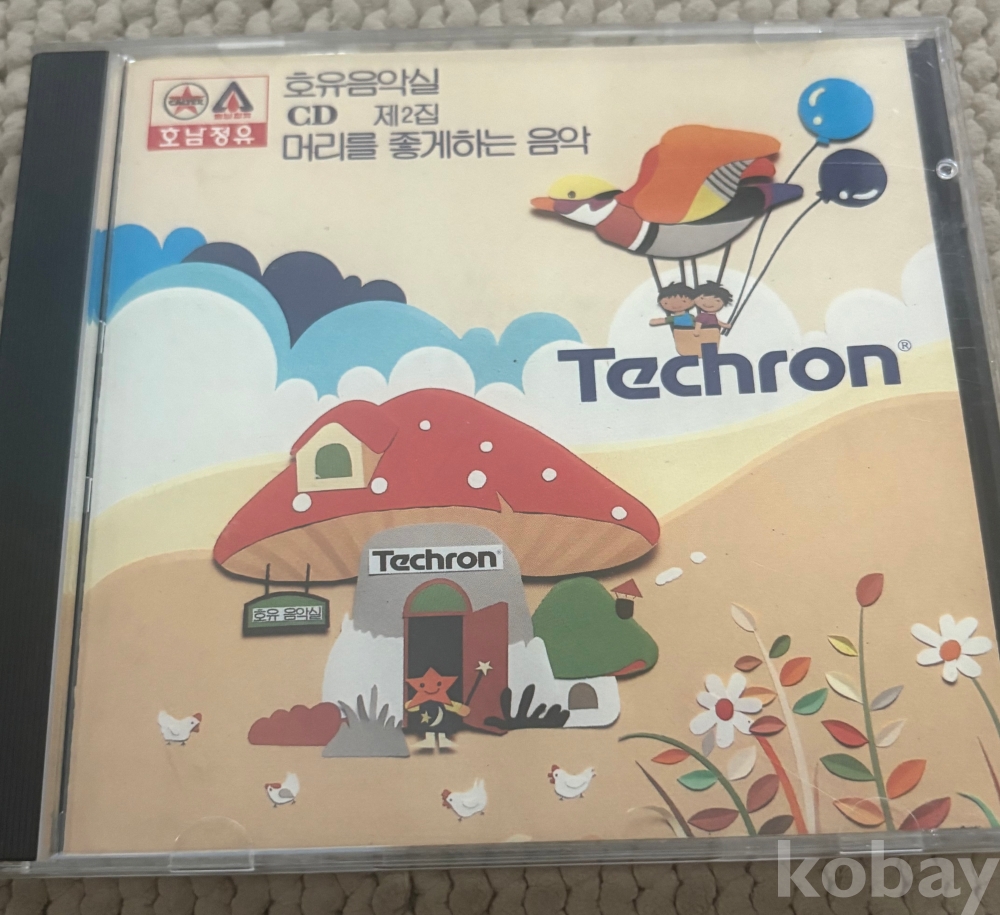 CALTEX
호남정유
호유음악실
CD 제2집
머리를 좋게하는 음악
Techron®
Techron®
호유 음악실
kobay